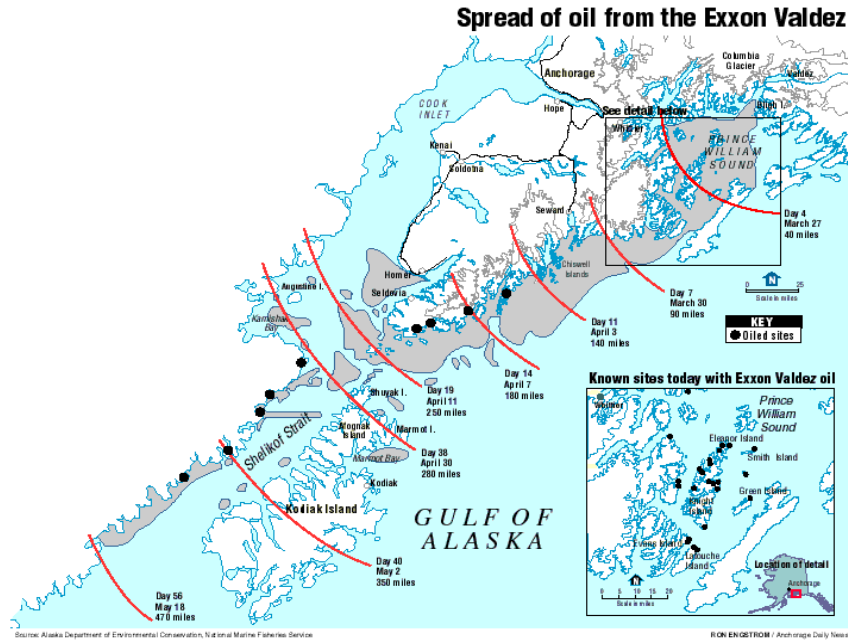 Spread of oil from the Exxon Valdez
Columbia
Glacier
Valdez
Anchorage
COOK
INLET
Hope
See detail below
Bligh I.
Whittier
PRINCE
WILLIAM
SOUND
Kenai
Soldotna
Seward
Day 4
March 27
40 miles
Chiswell
Islands
Homer
Seldovia
Augustine I.
N
0 25
Scale in miles
Day 7
March 30
90 miles
Kamishak
Bay
KEY
Oiled sites
Day 11
April 3
140 miles
Day 14
April 7
180 miles
Day 19
April 11
250 miles
Shuyak I.
Afognak
Island
Marmot I.
Shelikof Strait
Marmot Bay
Day 38
April 30
280 miles
Kodiak
Kodiak Island
GULF OF
ALASKA
Day 40
May 2
350 miles
Day 56
May 18
470 miles
Known sites today with Exxon Valdez oil
Whittier
Prince
William
Sound
Eleanor Island
Smith Island
Green Island
Knight
Island
Evans Island
Latouche
Island
N
0 5 10 20
Scale in miles
Location of detail
Anchorage
Source: Alaska Department of Environmental Conservation, National Marine Fisheries Service
RON ENGSTROM / Anchorage Daily News